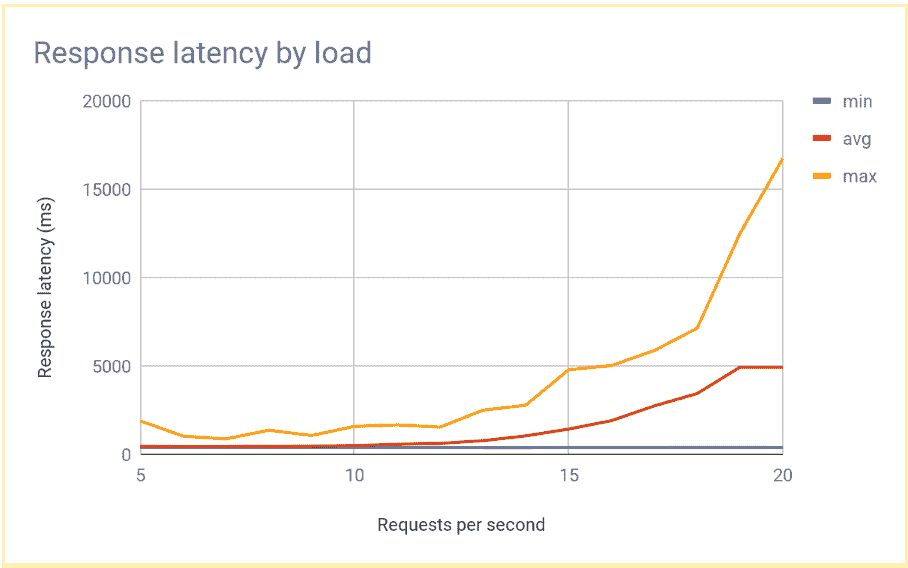 Response latency by load
20000
15000
10000
5000
0
Response latency (ms)
5
10
15
20
Requests per second
min
avg
max